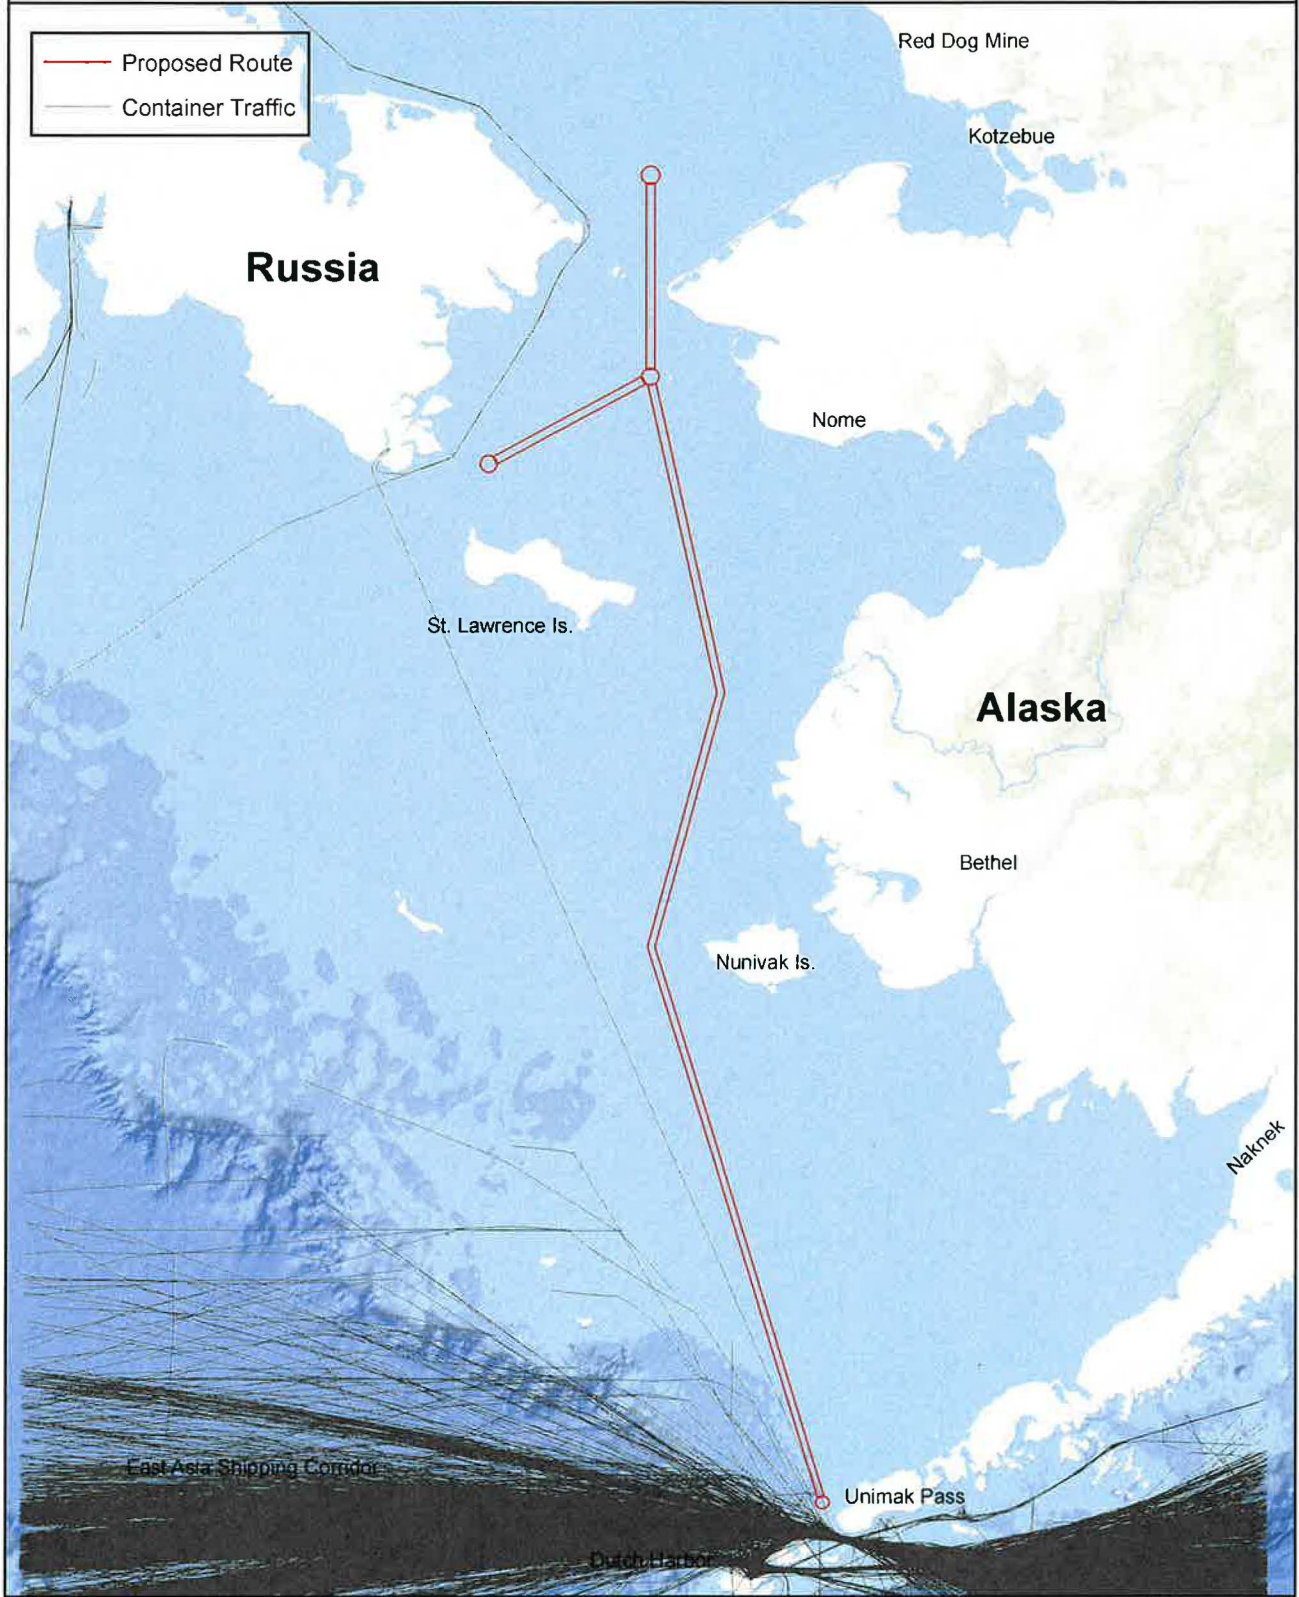 Proposed Route
Container Traffic
Red Dog Mine
Kotzebue
Russia
Nome
St. Lawrence Is.
Alaska
Bethel
Nunivak Is.
Naknek
East Asia Shipping Corridor
Unimak Pass
Dutch Harbor